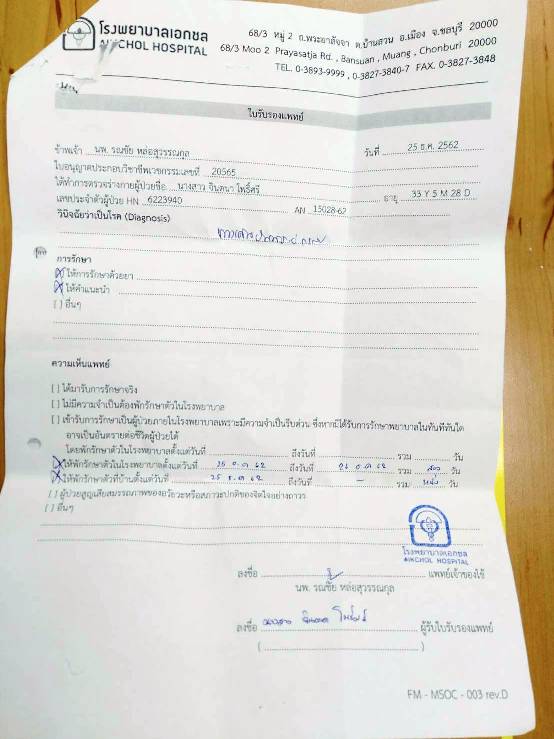 โรงพยาบาลเอกชล
AIKCHOL HOSPITAL
68/3 หมู่ 2 ถ.พระยาสัจจา ต.บ้านสวน อ.เมือง จ.ชลบุรี 20000
68/3 Moo 2 Prayasatja Rd. , Bansuan , Muang , Chonburi 20000
TEL. 0-3893-9999 , 0-3827-3840-7 FAX. 0-3827-3848
ใบรับรองแพทย์
ข้าพเจ้า นพ. รณชัย หล่อสุวรรณกุล วันที่ 25 ธ.ค. 2562
ใบอนุญาตประกอบวิชาชีพเวชกรรมเลขที่ 20565
ได้ทำการตรวจร่างกายผู้ป่วยชื่อ นางสาว จินตนา โพธิ์ศรี อายุ 33 Y 5 M 28 D
เลขประจำตัวผู้ป่วย HN 6223940 AN 15028-62
วินิจฉัยว่าเป็นโรค (Diagnosis)
การรักษา
[X] ให้การรักษาด้วยยา
[X] ให้คำแนะนำ
[ ] อื่นๆ
ความเห็นแพทย์
[ ] ได้มารับการรักษาจริง
[ ] ไม่มีความจำเป็นต้องพักรักษาตัวในโรงพยาบาล
[ ] เข้ารับการรักษาเป็นผู้ป่วยภายในโรงพยาบาลเพราะมีความจำเป็นรีบด่วน ซึ่งหากมิได้รับการรักษาพยาบาลในทันทีทันใด
อาจเป็นอันตรายต่อชีวิตผู้ป่วยได้
โดยพักรักษาตัวในโรงพยาบาลตั้งแต่วันที่ ถึงวันที่ รวม วัน
[X] ให้พักรักษาตัวในโรงพยาบาลตั้งแต่วันที่ 25 ธ.ค 62 ถึงวันที่ 26 ธ.ค 62 รวม สอง วัน
[X] ให้พักรักษาตัวที่บ้านตั้งแต่วันที่ ธ.ค 62 ถึงวันที่ - รวม หนึ่ง วัน
[ ] ผู้ป่วยสูญเสียสมรรถภาพของอวัยวะหรือสภาวะปกติของจิตใจอย่างถาวร
[ ] อื่นๆ
โรงพยาบาลเอกชล
AIKCHOL HOSPITAL
ลงชื่อ แพทย์เจ้าของไข้
นพ. รณชัย หล่อสุวรรณกุล
ลงชื่อ นางสาว จินตนา โพธิ์ศรี ผู้รับใบรับรองแพทย์
( )
FM - MSOC - 003 rev.D